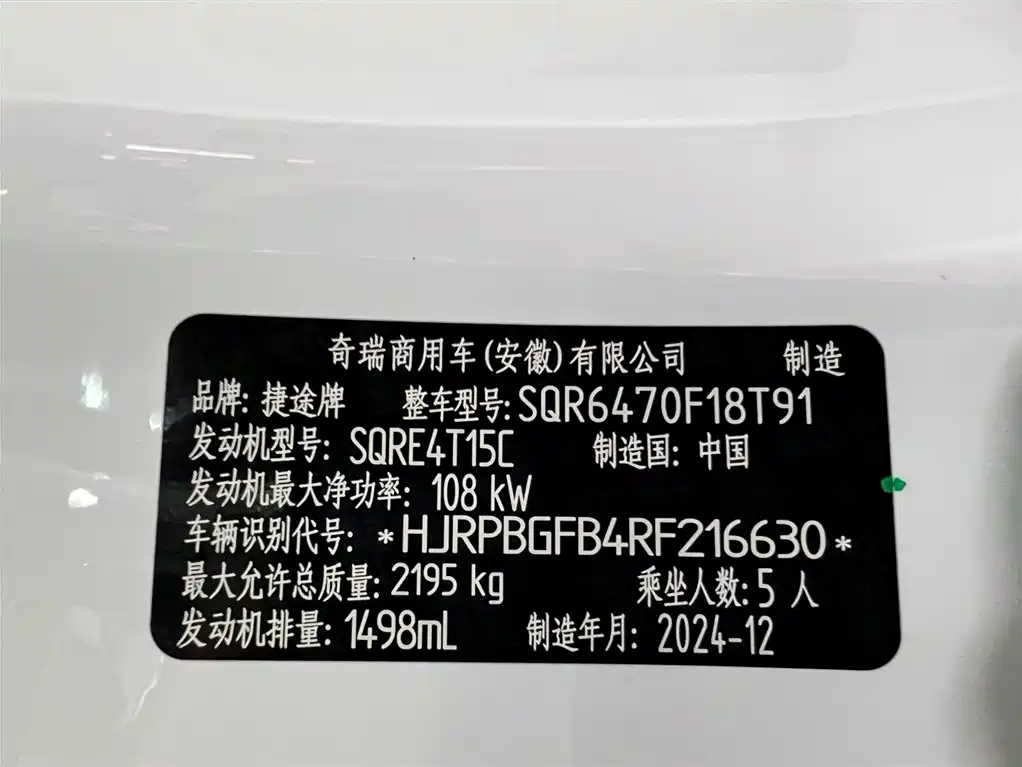 奇瑞商用车(安徽)有限公司 制造
品牌: 捷途牌 整车型号: SQR6470F18T91
发动机型号: SQRE4T15C 制造国: 中国
发动机最大净功率: 108 kW
车辆识别代号: *HJRPBGFB4RF216630*
最大允许总质量: 2195 kg 乘坐人数: 5 人
发动机排量: 1498mL 制造年月: 2024-12